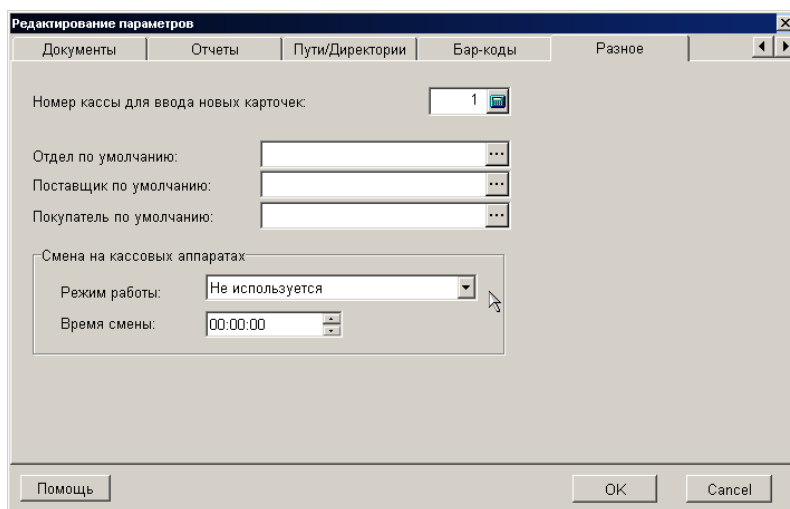 Редактирование параметров
Документы Отчеты Пути/Директории Бар-коды Разное
Номер кассы для ввода новых карточек: 1
Отдел по умолчанию: ...
Поставщик по умолчанию: ...
Покупатель по умолчанию: ...
Смена на кассовых аппаратах
Режим работы: Не используется
Время смены: 00:00:00
Помощь OK Cancel